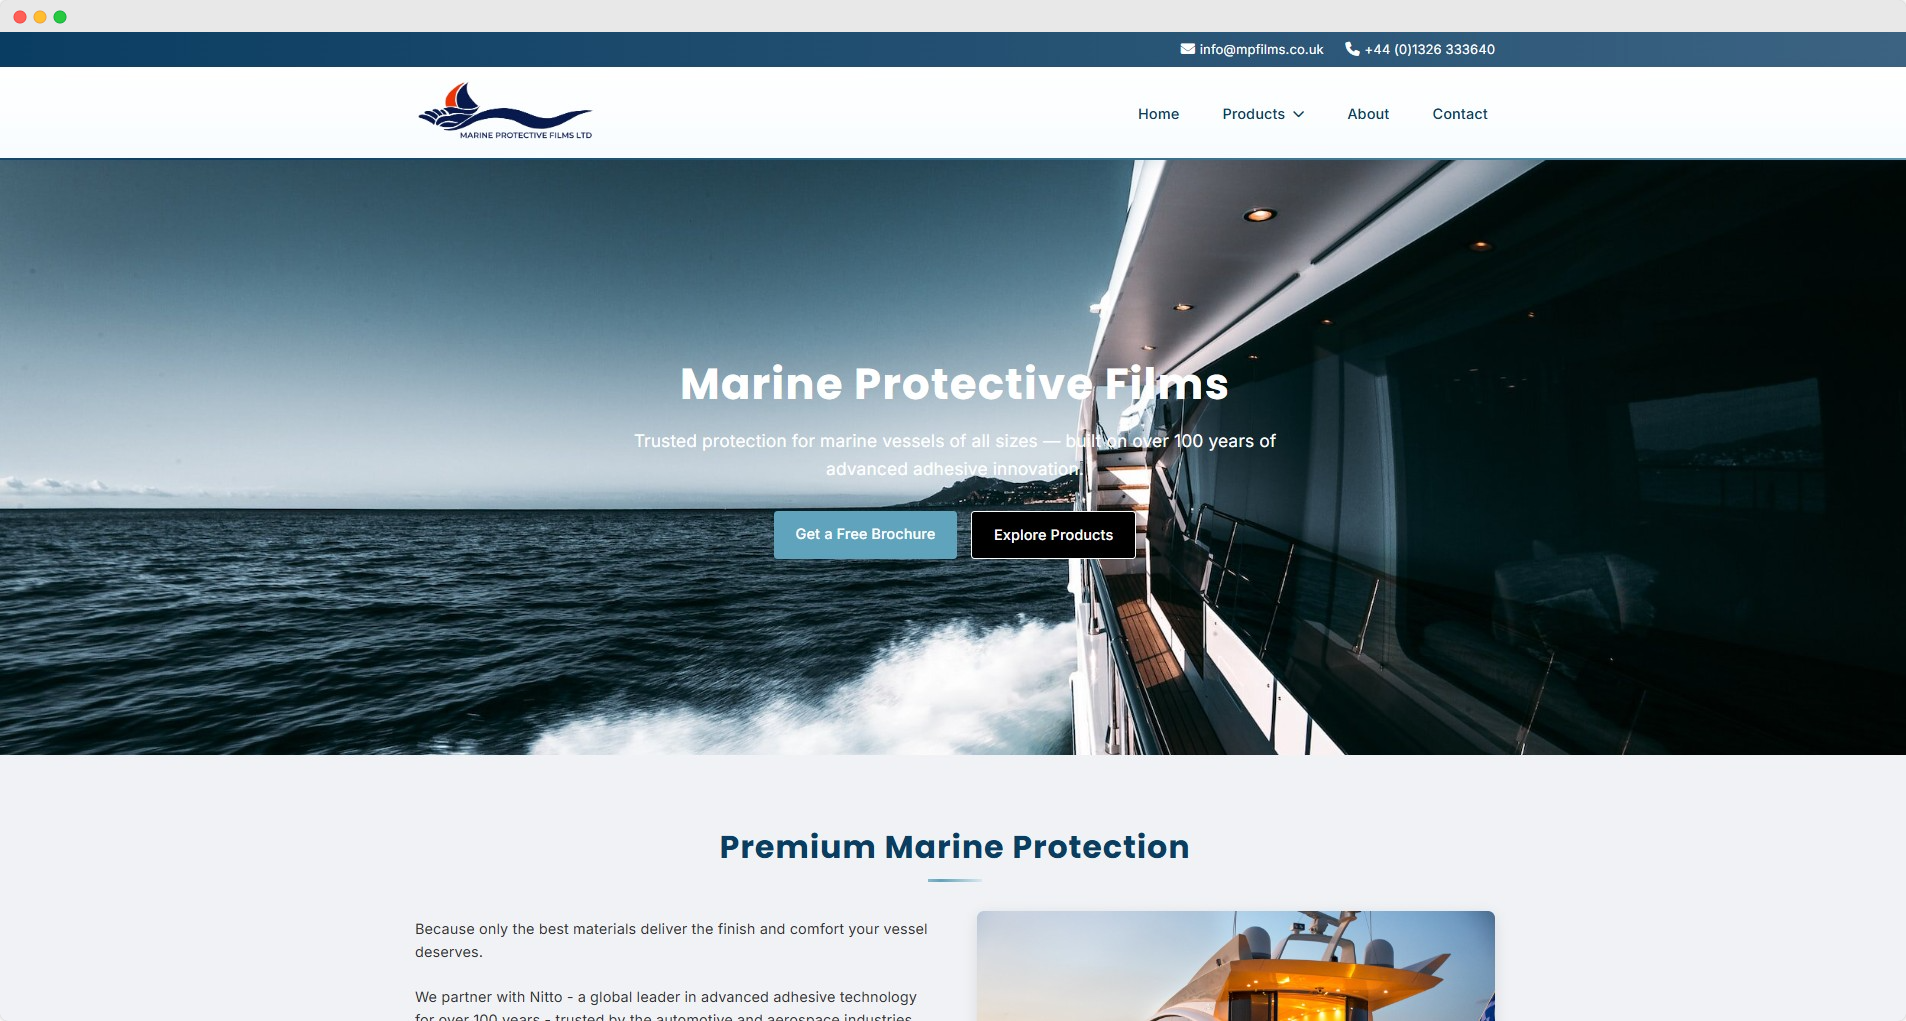 info@mpfilms.co.uk +44 (0)1326 333640
MARINE PROTECTIVE FILMS LTD
Home Products About Contact
Marine Protective Films
Trusted protection for marine vessels of all sizes — built on over 100 years of
advanced adhesive innovation.
Get a Free Brochure Explore Products
Premium Marine Protection
Because only the best materials deliver the finish and comfort your vessel
deserves.
We partner with Nitto - a global leader in advanced adhesive technology
for over 100 years - trusted by the automotive and aerospace industries